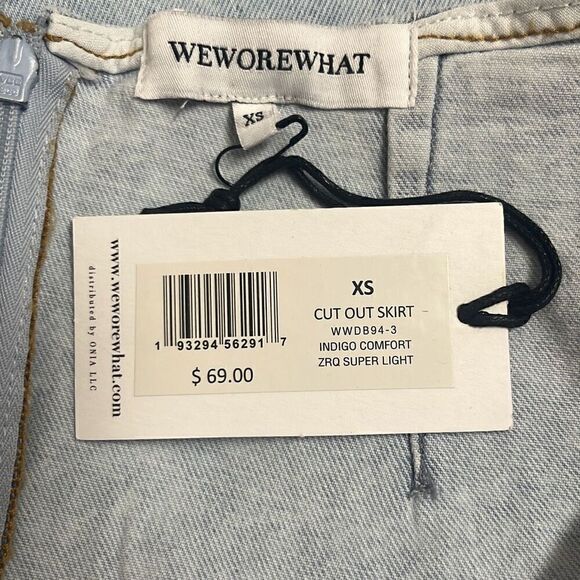 WEWOREWHAT
XS
www.weworewhat.com
distributed by ONIA LLC
1 93294 56291 7
$ 69.00
XS
CUT OUT SKIRT
WWDB94-3
INDIGO COMFORT
ZRQ SUPER LIGHT